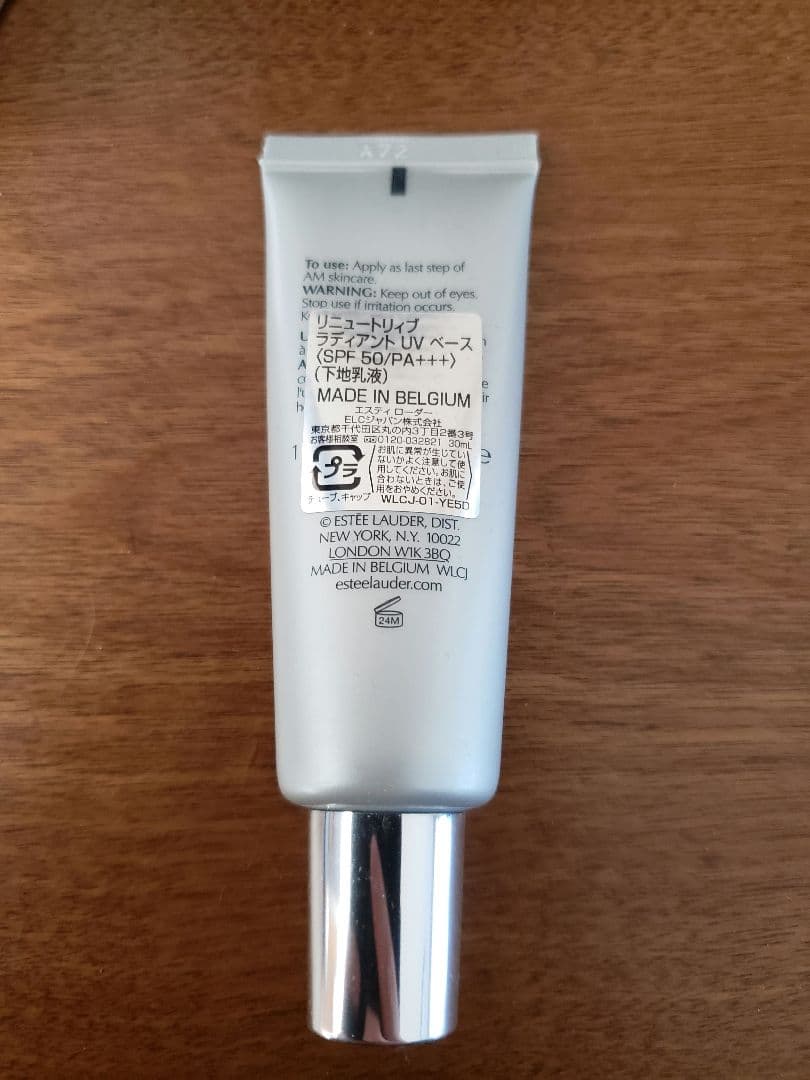 A72
To use: Apply as last step of
AM skincare.
WARNING: Keep out of eyes.
Stop use if irritation occurs.
リニュートリィブ
ラディアント UV ベース
〈SPF 50/PA+++〉
(下地乳液)
MADE IN BELGIUM
エスティ ローダー
ELCジャパン株式会社
東京都千代田区丸の内3丁目2番3号
お客様相談室 0120-032821 30mL
プラ
チューブ、キャップ
お肌に異常が生じてい
ないかよく注意して使
用してください。お肌に
合わないときは、ご使
用をおやめください。
WLCJ-01-YE5D
© ESTÉE LAUDER, DIST.
NEW YORK, N.Y. 10022
LONDON W1K 3BQ
MADE IN BELGIUM WLCJ
esteelauder.com
24M